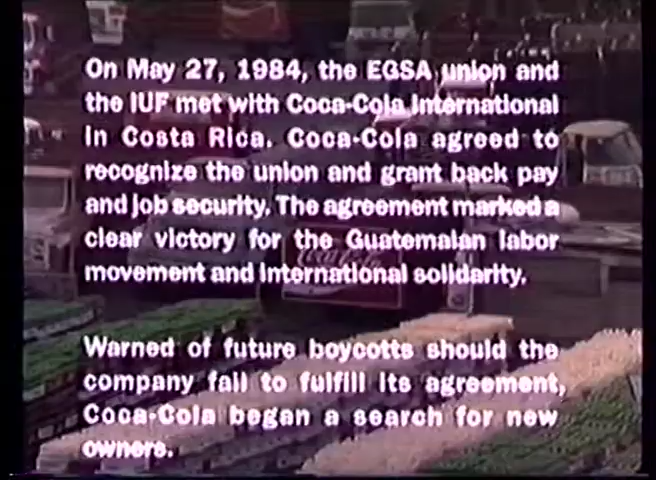 On May 27, 1984, the EGSA union and
the IUF met with Coca-Cola International
in Costa Rica. Coca-Cola agreed to
recognize the union and grant back pay
and job security. The agreement marked a
clear victory for the Guatemalan labor
movement and international solidarity.
Coca-Cola
Warned of future boycotts should the
company fail to fulfill its agreement,
Coca-Cola began a search for new
owners.